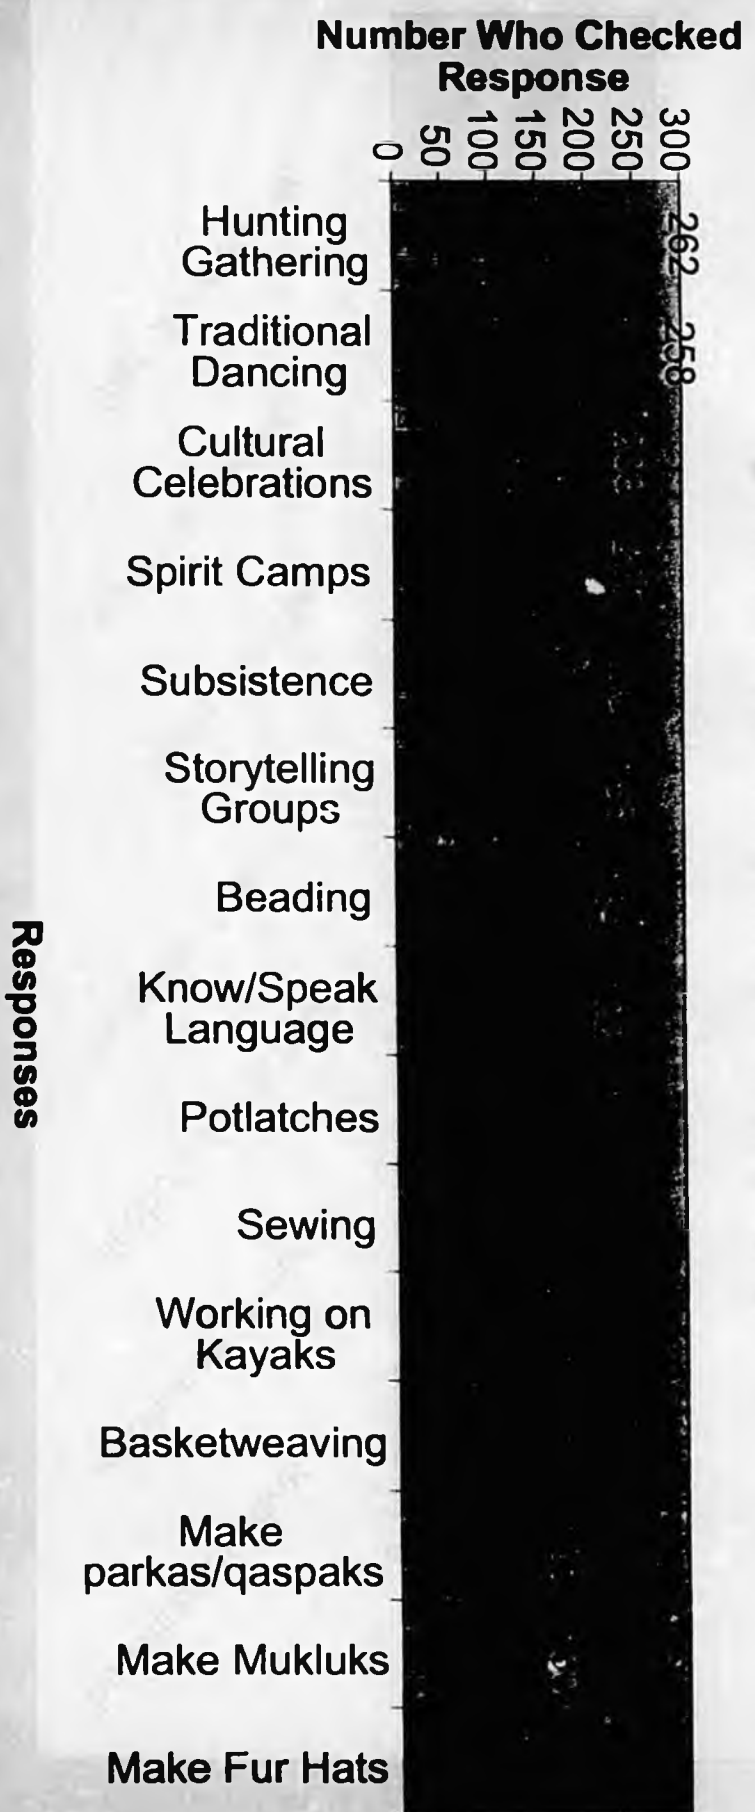 Number Who Checked
Response
0
50
100
150
200
250
300
Hunting
Gathering
262
Traditional
Dancing
258
Cultural
Celebrations
Spirit Camps
Subsistence
Storytelling
Groups
Beading
Know/Speak
Language
Potlatches
Sewing
Working on
Kayaks
Basketweaving
Make
parkas/qaspaks
Make Mukluks
Make Fur Hats
Responses